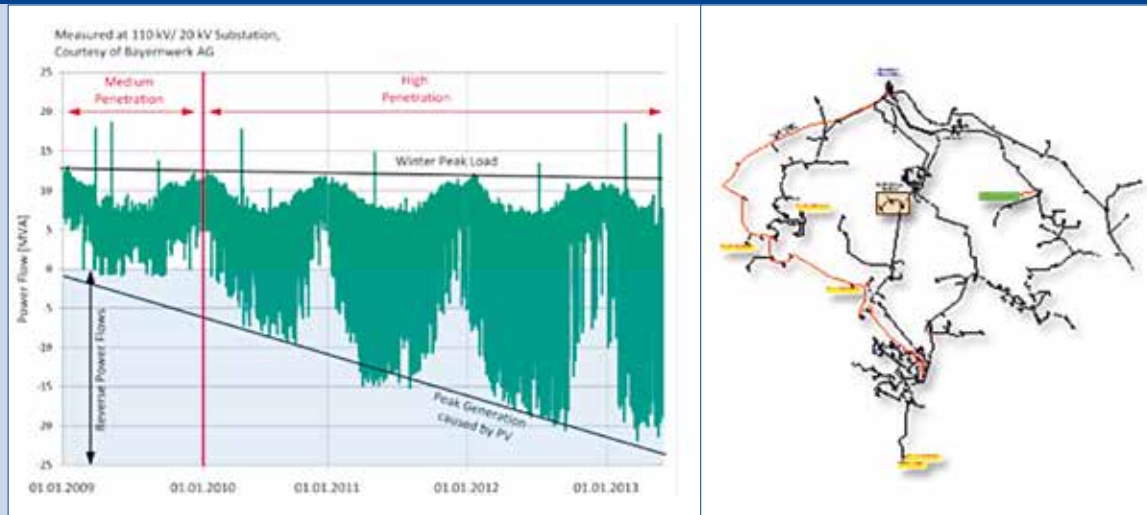 Measured at 110 kV/ 20 kV Substation,
Courtesy of Bayernwerk AG
Medium
Penetration
High
Penetration
Winter Peak Load
Peak Generation
caused by PV
Reverse Power Flows
Power Flow [MVA]
25
20
15
10
5
0
-5
-10
-15
-20
25
01.01.2009
01.01.2010
01.01.2011
01.01.2012
01.01.2013